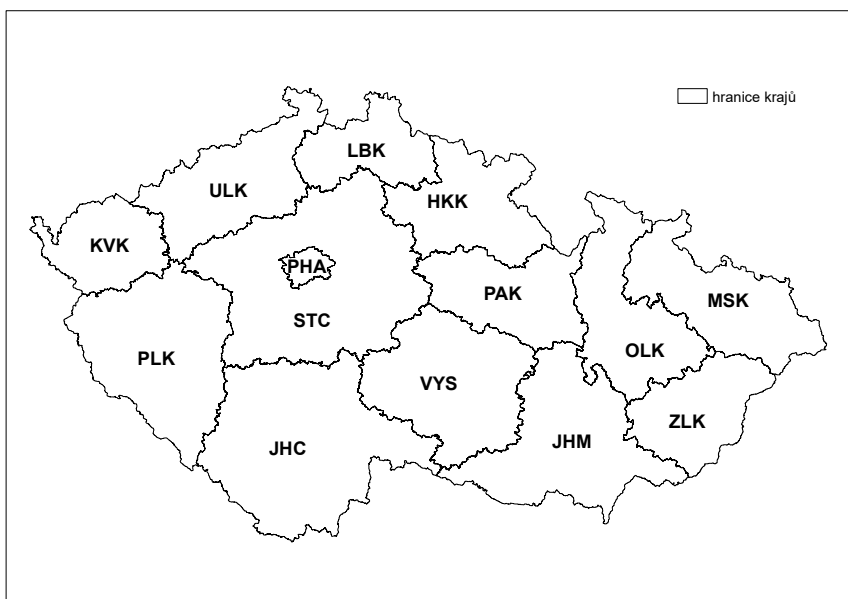 hranice krajů
LBK
ULK
HKK
KVK
PHA
PAK
MSK
STC
OLK
PLK
VYS
ZLK
JHC
JHM